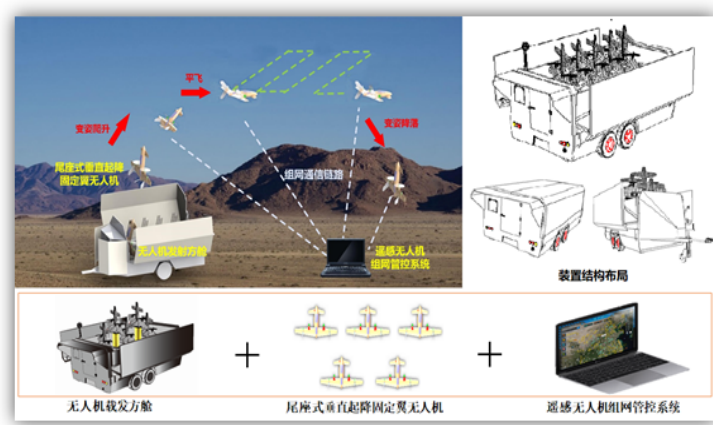 平飞
变姿爬升
变姿降落
尾座式垂直起降
固定翼无人机
组网通信链路
无人机发射方舱
遥感无人机
组网管控系统
装置结构布局
无人机载发方舱
尾座式垂直起降固定翼无人机
遥感无人机组网管控系统